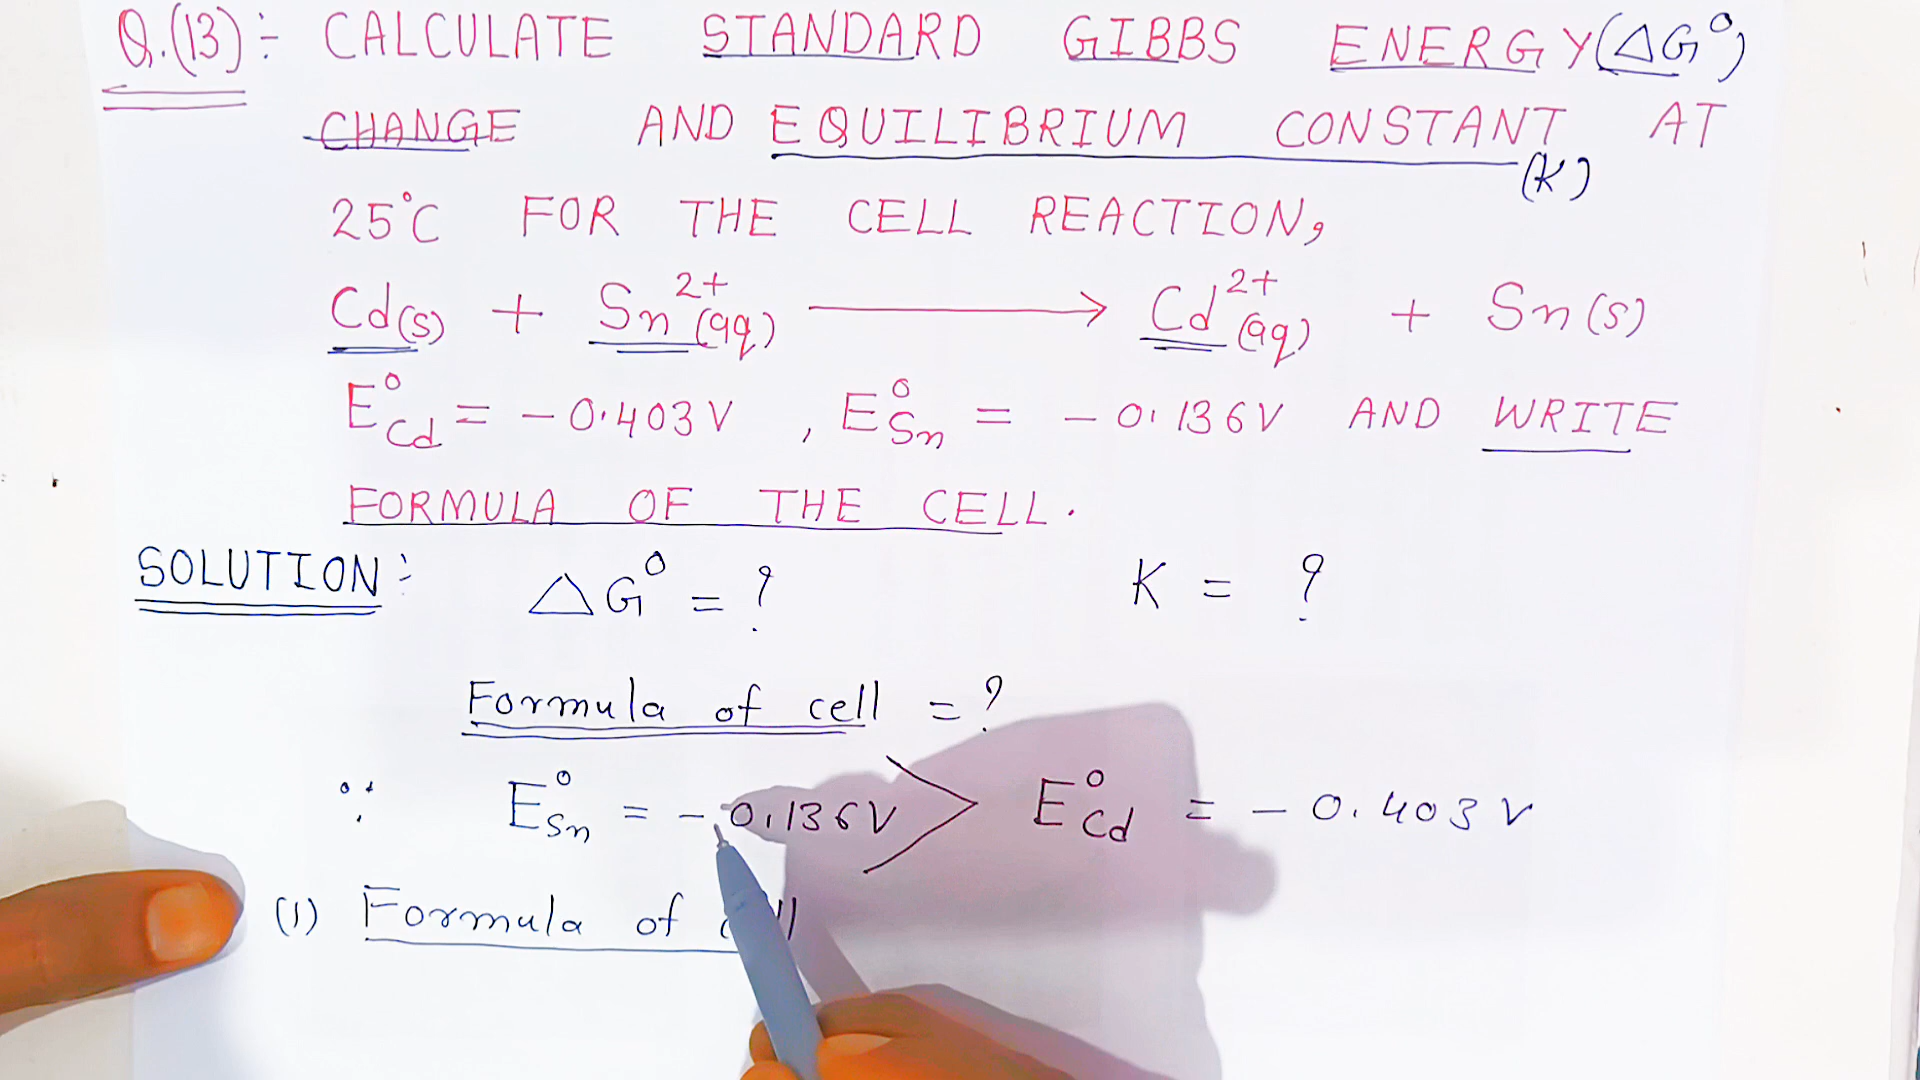 Q.(13):- CALCULATE STANDARD GIBBS ENERGY(ΔG°)
CHANGE AND EQUILIBRIUM CONSTANT AT
(K)
25°C FOR THE CELL REACTION,
Cd(s) + Sn²⁺(aq) ⟶ Cd²⁺(aq) + Sn(s)
E°Cd = -0.403V , E°Sn = -0.136V AND WRITE
FORMULA OF THE CELL.
SOLUTION:- ΔG° = ? K = ?
Formula of cell = ?
∵ E°Sn = -0.136V > E°Cd = -0.403V
(1) Formula of